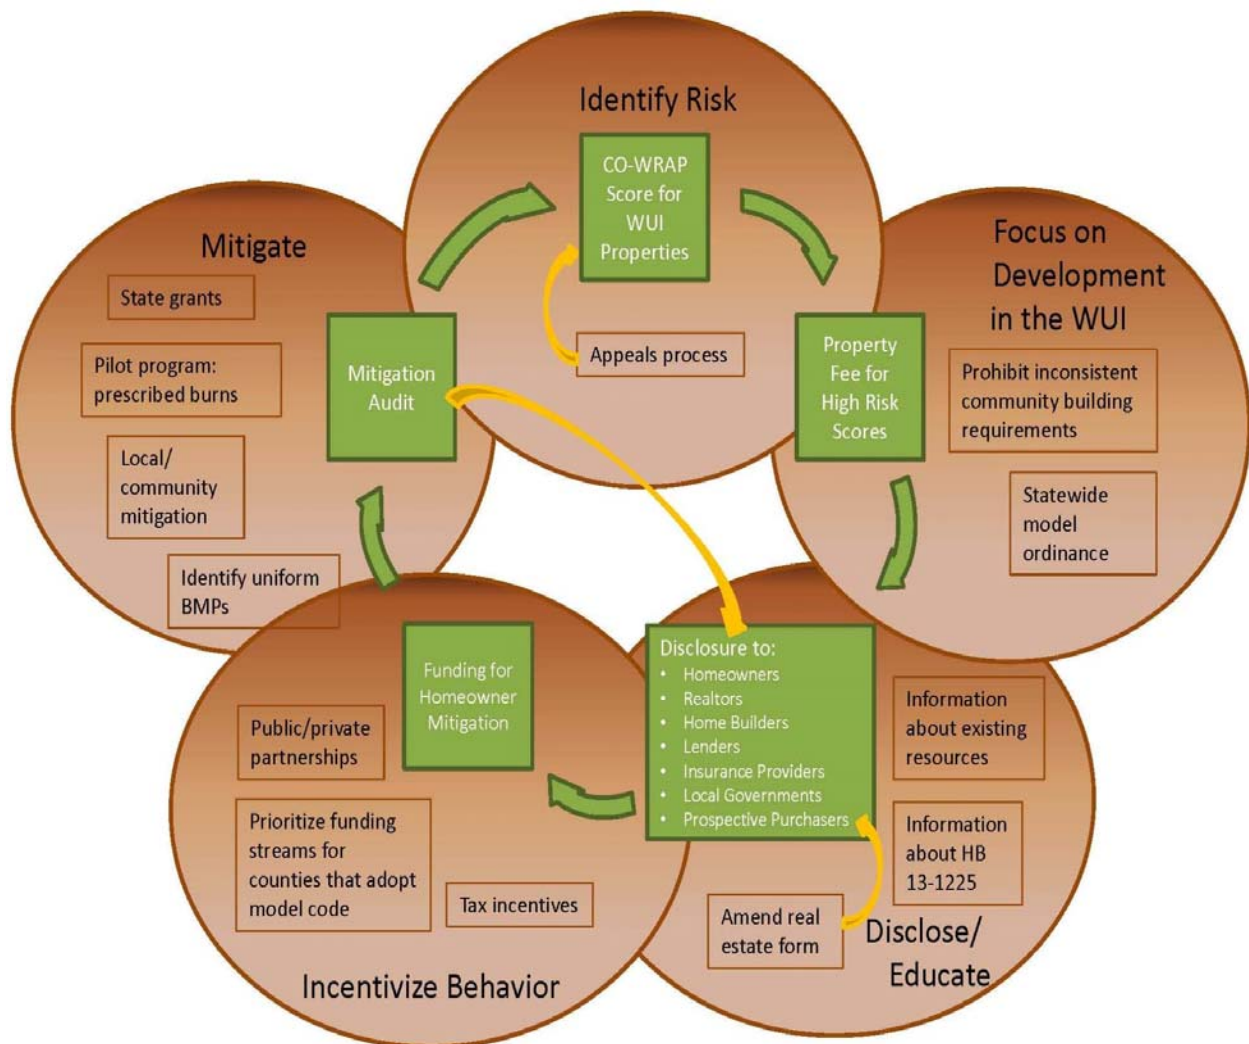 Identify Risk
CO-WRAP
Score for
WUI
Properties
Appeals process
Focus on
Development
in the WUI
Property
Fee for
High Risk
Scores
Prohibit inconsistent
community building
requirements
Statewide
model
ordinance
Mitigate
State grants
Pilot program:
prescribed burns
Local/
community
mitigation
Identify uniform
BMPs
Mitigation
Audit
Disclosure to:
• Homeowners
• Realtors
• Home Builders
• Lenders
• Insurance Providers
• Local Governments
• Prospective Purchasers
Information
about existing
resources
Information
about HB
13-1225
Amend real
estate form
Disclose/
Educate
Funding for
Homeowner
Mitigation
Public/private
partnerships
Prioritize funding
streams for
counties that adopt
model code
Tax incentives
Incentivize Behavior